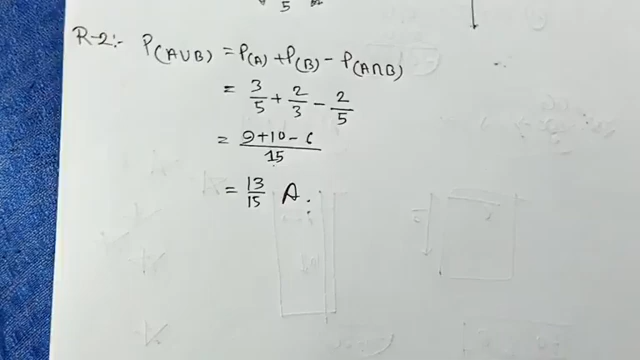 R-2:- P(A∪B) = P(A) + P(B) - P(A∩B)
= 3/5 + 2/3 - 2/5
= 9+10-6/15
= 13/15 A.